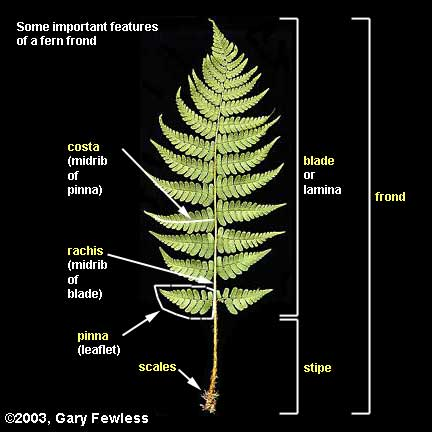 Some important features
of a fern frond
costa
(midrib
of
pinna)
blade
or
lamina
frond
rachis
(midrib
of
blade)
pinna
(leaflet)
scales
stipe
©2003, Gary Fewless